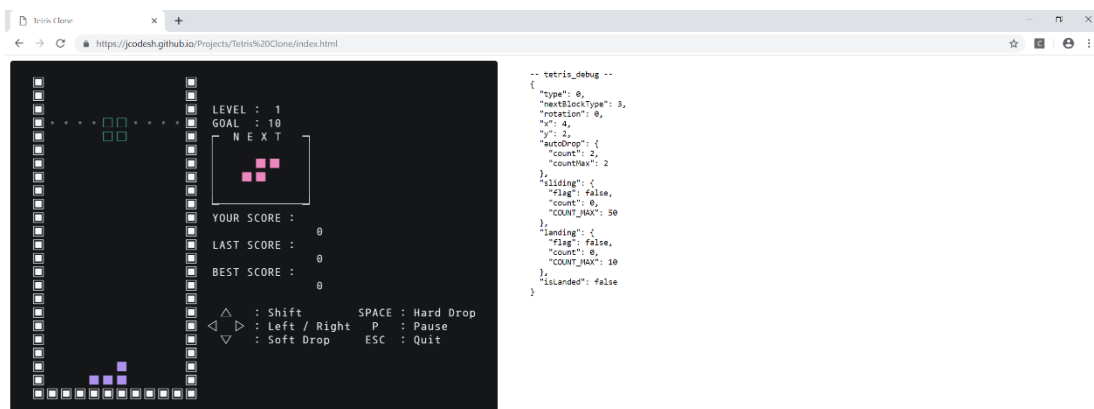 Tetris Clone
https://jcodesh.github.io/Projects/Tetris%20Clone/index.html
LEVEL : 1
GOAL : 10
NEXT
YOUR SCORE :
0
LAST SCORE :
0
BEST SCORE :
0
△ : Shift SPACE : Hard Drop
◁ ▷ : Left / Right P : Pause
▽ : Soft Drop ESC : Quit
-- tetris_debug --
{
"type": 0,
"nextBlockType": 3,
"rotation": 0,
"x": 4,
"y": 2,
"autoDrop": {
"count": 2,
"countMax": 2
},
"sliding": {
"flag": false,
"count": 0,
"COUNT_MAX": 50
},
"landing": {
"flag": false,
"count": 0,
"COUNT_MAX": 10
},
"isLanded": false
}